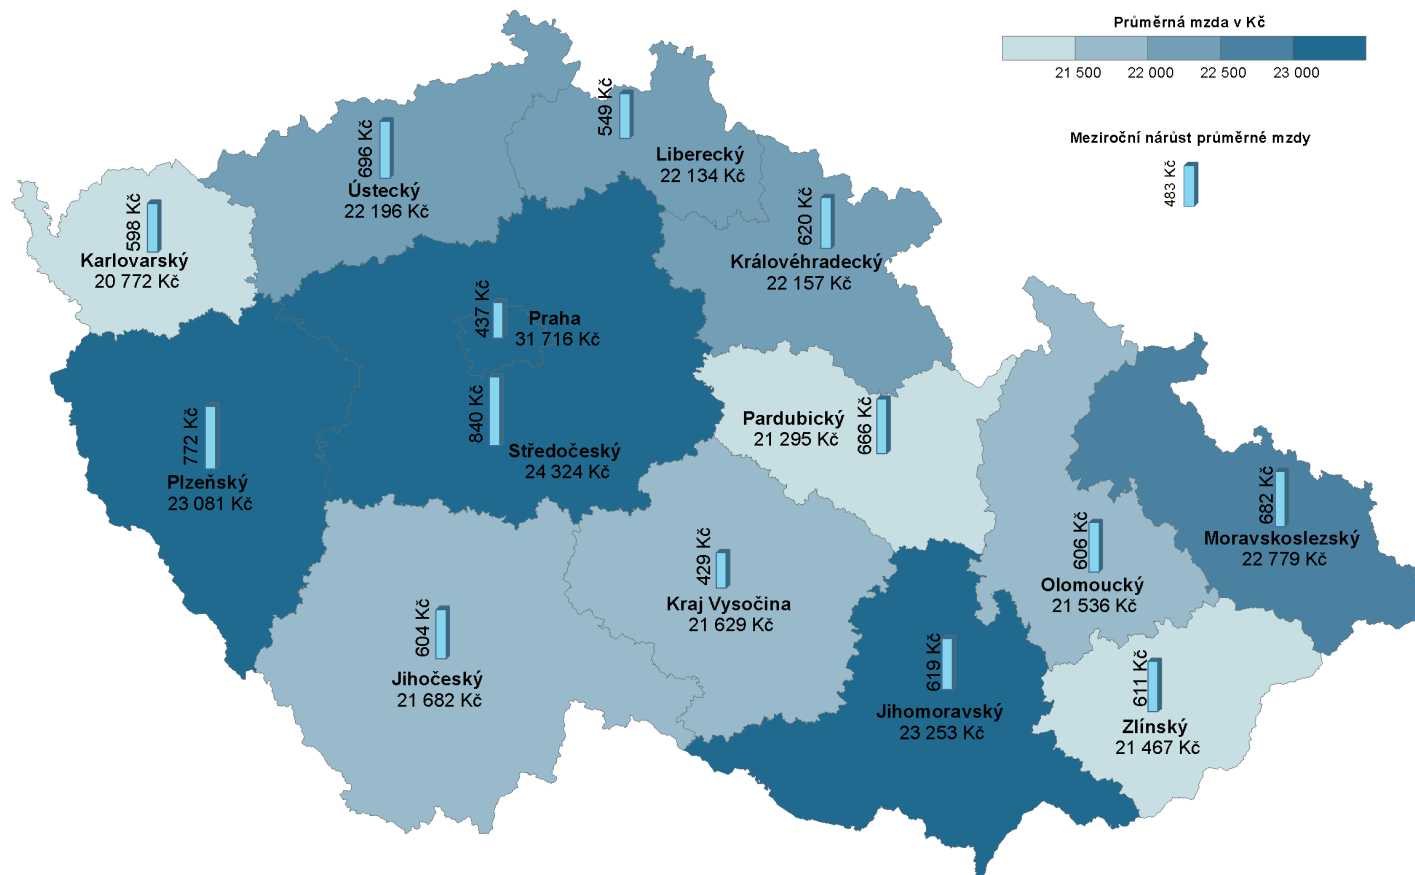 Průměrná mzda v Kč
21 500
22 000
22 500
23 000
Meziroční nárůst průměrné mzdy
483 Kč
549 Kč
Liberecký
22 134 Kč
696 Kč
Ústecký
22 196 Kč
598 Kč
Karlovarský
20 772 Kč
620 Kč
Královéhradecký
22 157 Kč
437 Kč
Praha
31 716 Kč
840 Kč
Středočeský
24 324 Kč
772 Kč
Plzeňský
23 081 Kč
Pardubický
21 295 Kč
666 Kč
682 Kč
Moravskoslezský
22 779 Kč
606 Kč
Olomoucký
21 536 Kč
429 Kč
Kraj Vysočina
21 629 Kč
604 Kč
Jihočeský
21 682 Kč
619 Kč
Jihomoravský
23 253 Kč
611 Kč
Zlínský
21 467 Kč